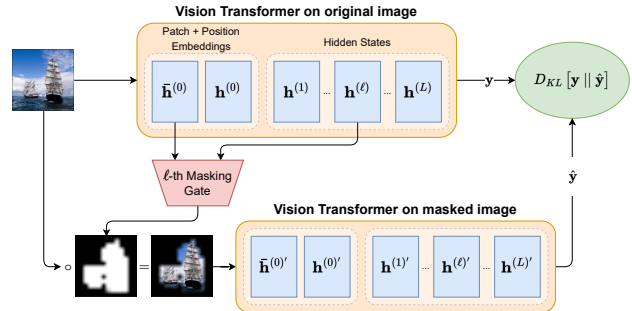 Vision Transformer on original image
Patch + Position
Embeddings
Hidden States
h̄^(0) h^(0) h^(1) ... h^(ℓ) ... h^(L)
y
D_KL [y || ŷ]
ℓ-th Masking
Gate
ŷ
Vision Transformer on masked image
∘ =
h̄^(0)′ h^(0)′ h^(1)′ ... h^(ℓ)′ ... h^(L)′